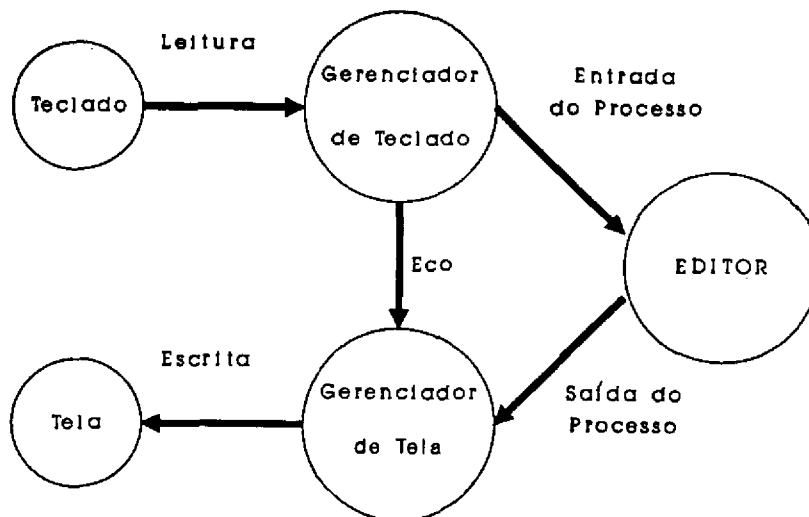 Leitura
Teclado
Gerenciador
de Teclado
Entrada
do Processo
Eco
EDITOR
Escrita
Tela
Gerenciador
de Tela
Saída do
Processo